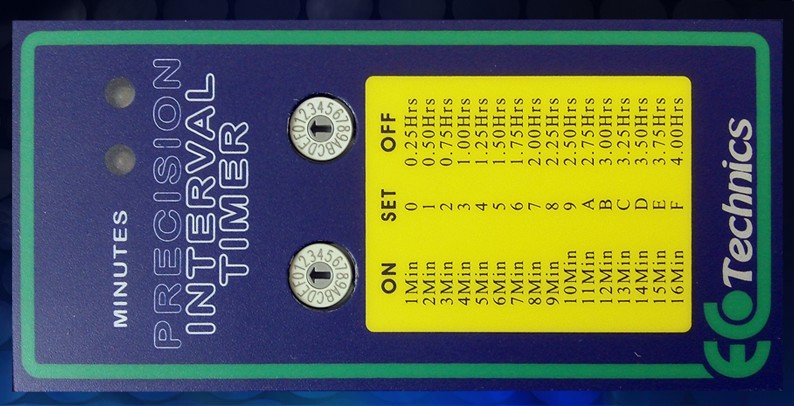 MINUTES
PRECISION
INTERVAL
TIMER
0123456789ABCDEF
0123456789ABCDEF
ON SET OFF
1Min 0 0.25Hrs
2Min 1 0.50Hrs
3Min 2 0.75Hrs
4Min 3 1.00Hrs
5Min 4 1.25Hrs
6Min 5 1.50Hrs
7Min 6 1.75Hrs
8Min 7 2.00Hrs
9Min 8 2.25Hrs
10Min 9 2.50Hrs
11Min A 2.75Hrs
12Min B 3.00Hrs
13Min C 3.25Hrs
14Min D 3.50Hrs
15Min E 3.75Hrs
16Min F 4.00Hrs
ECOTechnics